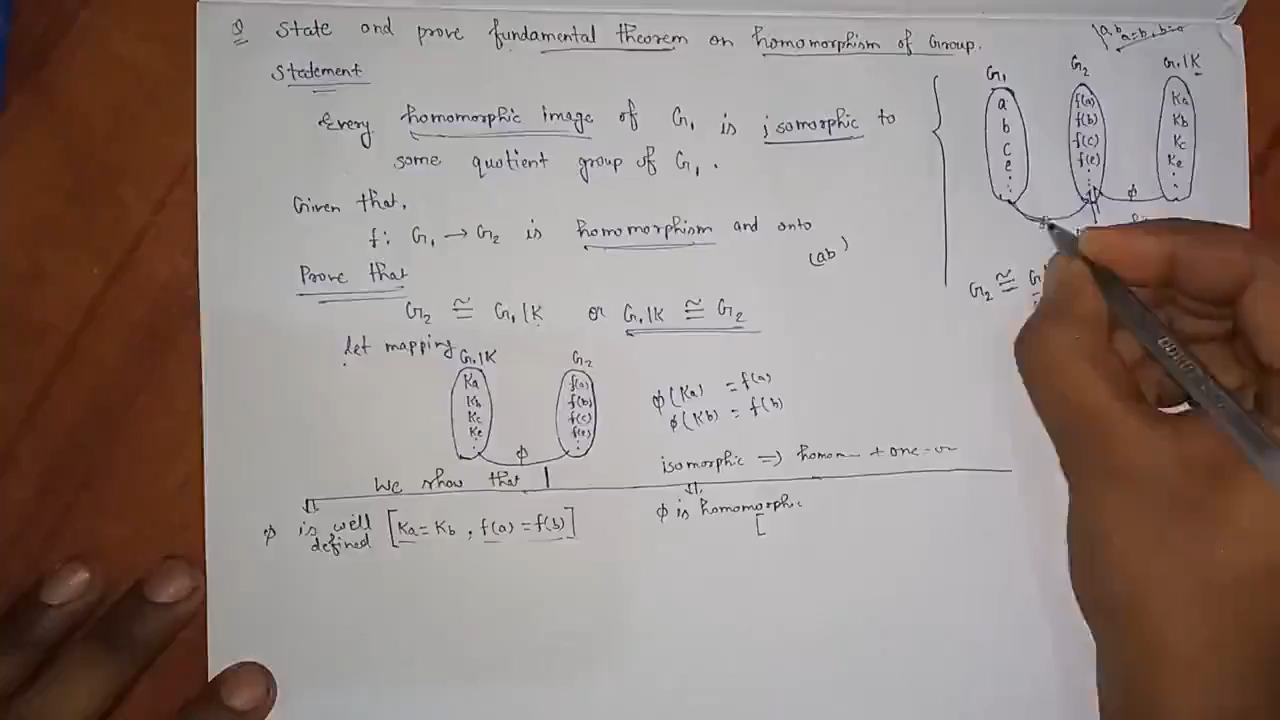 Q State and prove fundamental theorem on homomorphism of Group.
Statement
Every homomorphic image of G₁ is isomorphic to
some quotient group of G₁.
Given that,
f: G₁ → G₂ is homomorphism and onto
(ab)
Prove that
G₂ ≅ G₁|K or G₁|K ≅ G₂
Let mapping
G₁|K G₂
Ka f(a)
Kb f(b)
Kc f(c)
Ke f(e)
ϕ
ϕ(Ka) = f(a)
ϕ(Kb) = f(b)
isomorphic ⇒ homom + one-
We show that
ϕ is well defined [Ka = Kb, f(a) = f(b)]
ϕ is homomorphic
[
G₁ G₂ G₁|K
a f(a) Ka
b f(b) Kb
c f(c) Kc
e f(e) Ke
ϕ
G₂ ≅